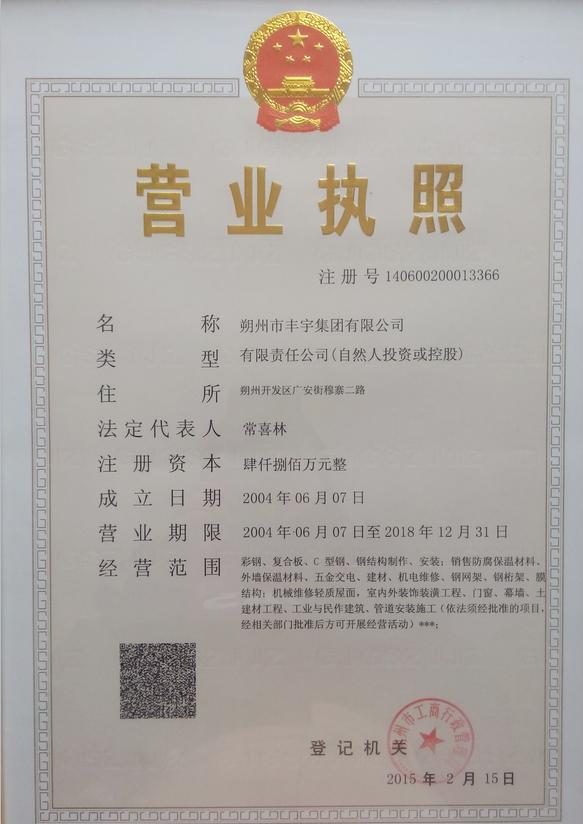 营业执照
注册号 140600200013366
名称 朔州市丰宇集团有限公司
类型 有限责任公司(自然人投资或控股)
住所 朔州开发区广安街穆寨二路
法定代表人 常喜林
注册资本 肆仟捌佰万元整
成立日期 2004年06月07日
营业期限 2004年06月07日至2018年12月31日
经营范围 彩钢、复合板、C型钢、钢结构制作、安装；销售防腐保温材料、
外墙保温材料、五金交电、建材、机电维修、钢网架、钢桁架、膜
结构；机械维修轻质屋面，室内外装饰装潢工程、门窗、幕墙、土
建材工程、工业与民作建筑、管道安装施工（依法须经批准的项目，
经相关部门批准后方可开展经营活动）***；
州市工商行政管
登记机关
2015年2月15日